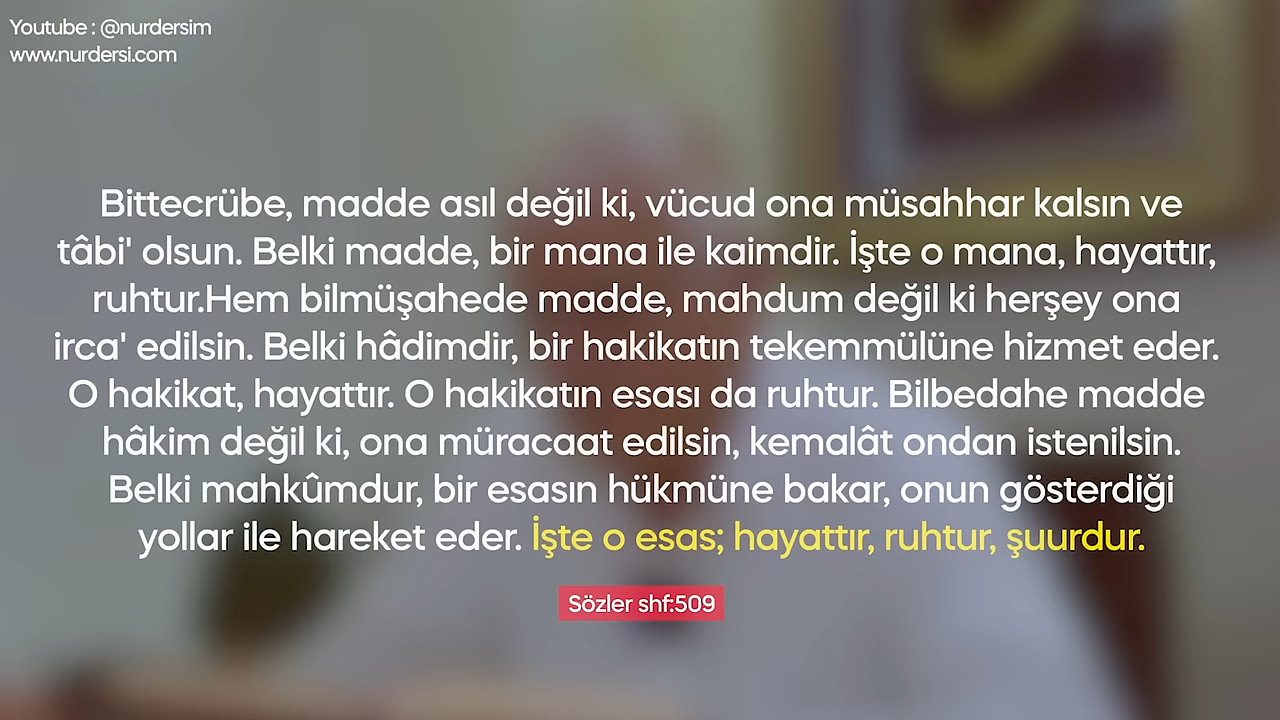 Youtube : @nurdersim
www.nurdersi.com
Bittecrübe, madde asıl değil ki, vücud ona müsahhar kalsın ve
tâbi' olsun. Belki madde, bir mana ile kaimdir. İşte o mana, hayattır,
ruhtur.Hem bilmüşahede madde, mahdum değil ki herşey ona
irca' edilsin. Belki hâdimdir, bir hakikatın tekemmülüne hizmet eder.
O hakikat, hayattır. O hakikatın esası da ruhtur. Bilbedahe madde
hâkim değil ki, ona müracaat edilsin, kemalât ondan istenilsin.
Belki mahkûmdur, bir esasın hükmüne bakar, onun gösterdiği
yollar ile hareket eder. İşte o esas; hayattır, ruhtur, şuurdur.
Sözler shf:509